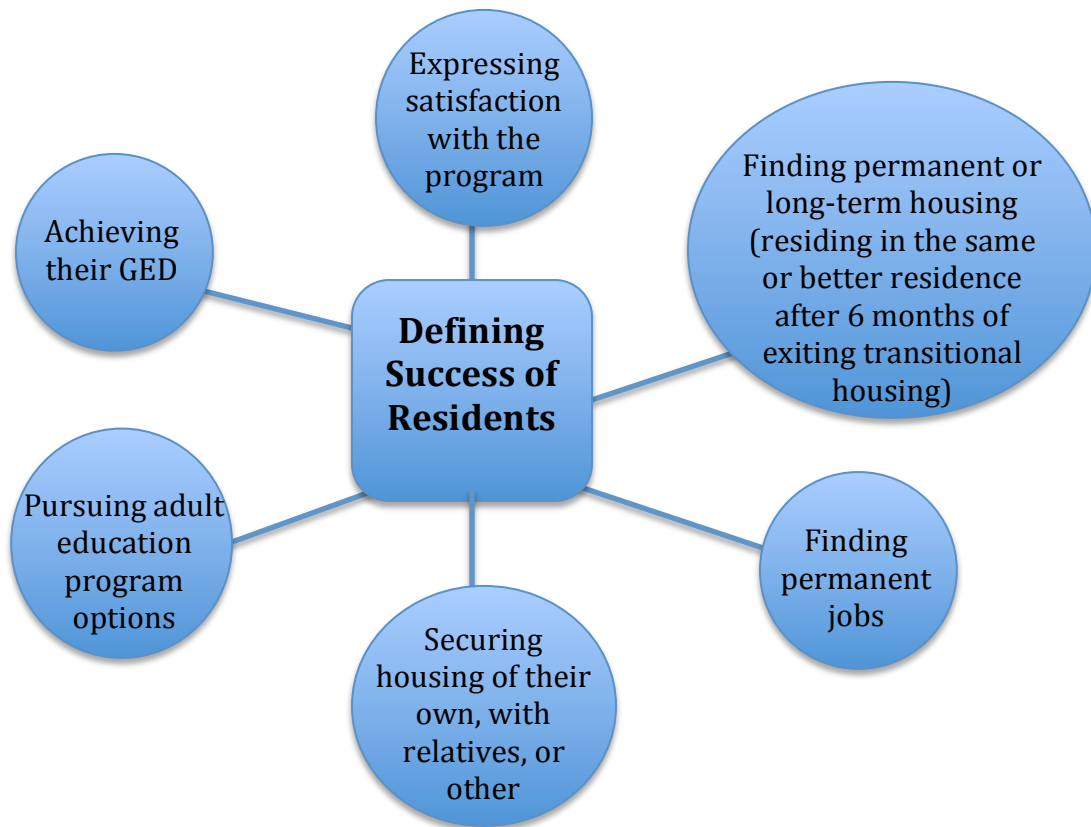 Expressing
satisfaction
with the
program
Finding permanent or
long-term housing
(residing in the same
or better residence
after 6 months of
exiting transitional
housing)
Achieving
their GED
Defining
Success of
Residents
Pursuing adult
education
program
options
Finding
permanent
jobs
Securing
housing of their
own, with
relatives, or
other